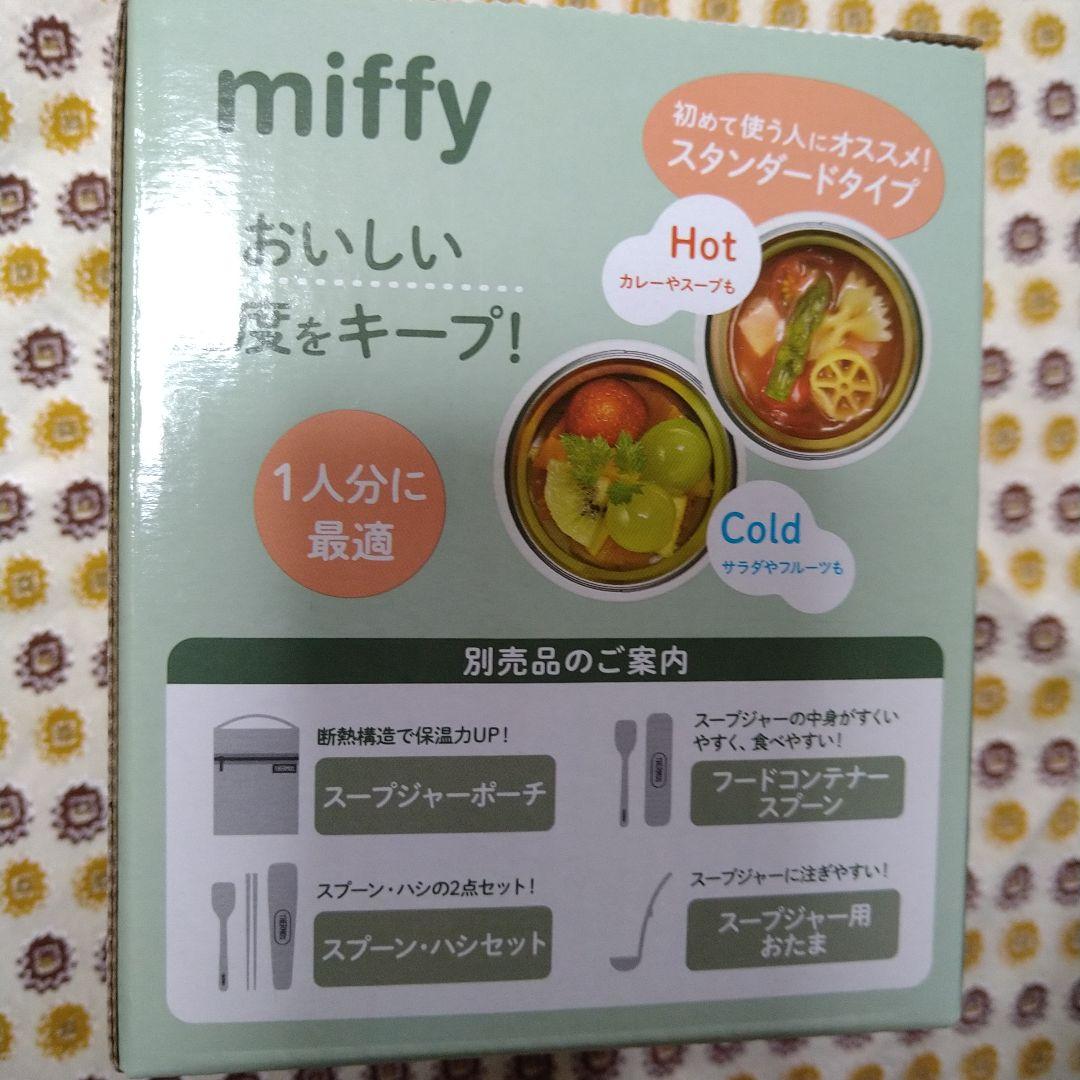 miffy
初めて使う人にオススメ!
スタンダードタイプ
おいしい
度をキープ!
Hot
カレーやスープも
1人分に
最適
Cold
サラダやフルーツも
別売品のご案内
断熱構造で保温力UP!
スープジャーポーチ
THERMOS
スープジャーの中身がすくい
やすく、食べやすい!
フードコンテナー
スプーン
THERMOS
スプーン・ハシの2点セット!
スプーン・ハシセット
THERMOS
スープジャーに注ぎやすい!
スープジャー用
おたま